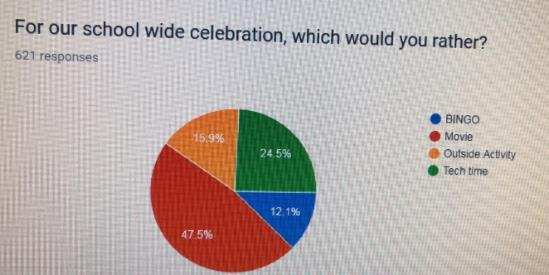 For our school wide celebration, which would you rather?
621 responses
15.9%
24.5%
12.1%
47.5%
BINGO
Movie
Outside Activity
Tech time